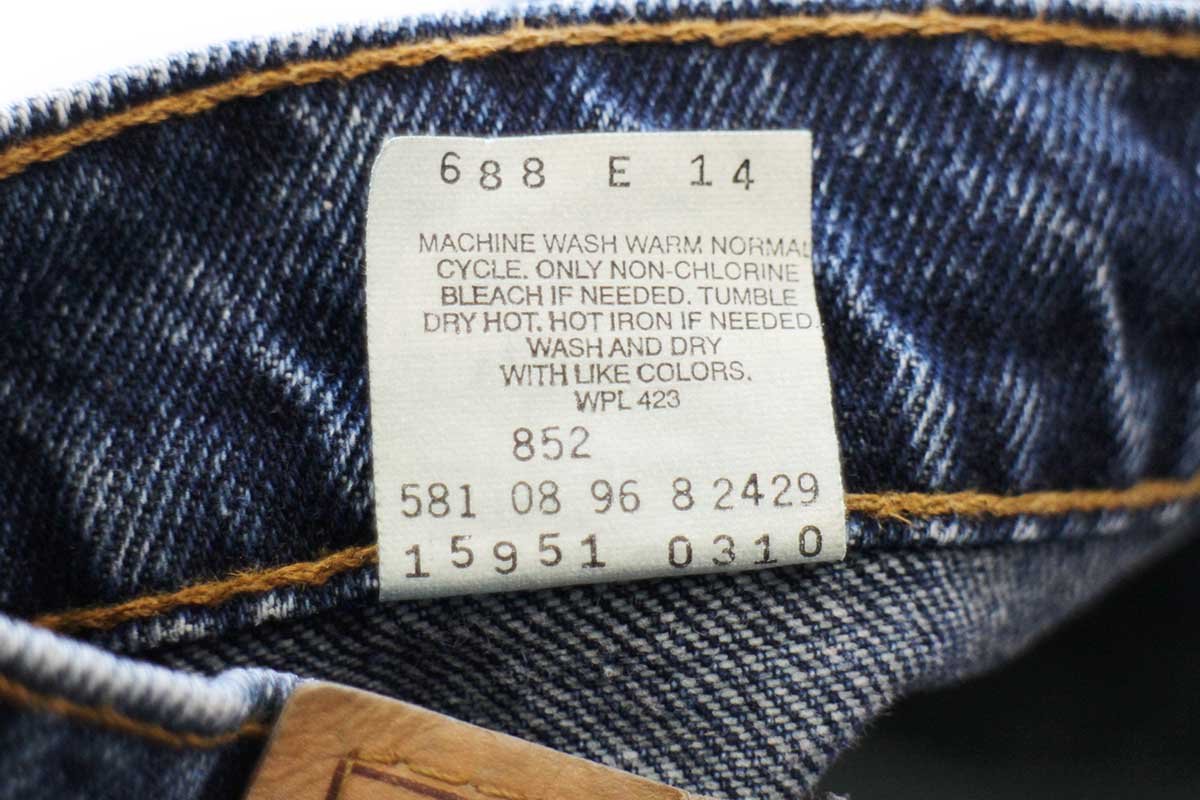 688 E 14
MACHINE WASH WARM NORMAL
CYCLE. ONLY NON-CHLORINE
BLEACH IF NEEDED. TUMBLE
DRY HOT. HOT IRON IF NEEDED.
WASH AND DRY
WITH LIKE COLORS.
WPL 423
852
581 08 96 8 2429
15951 0310